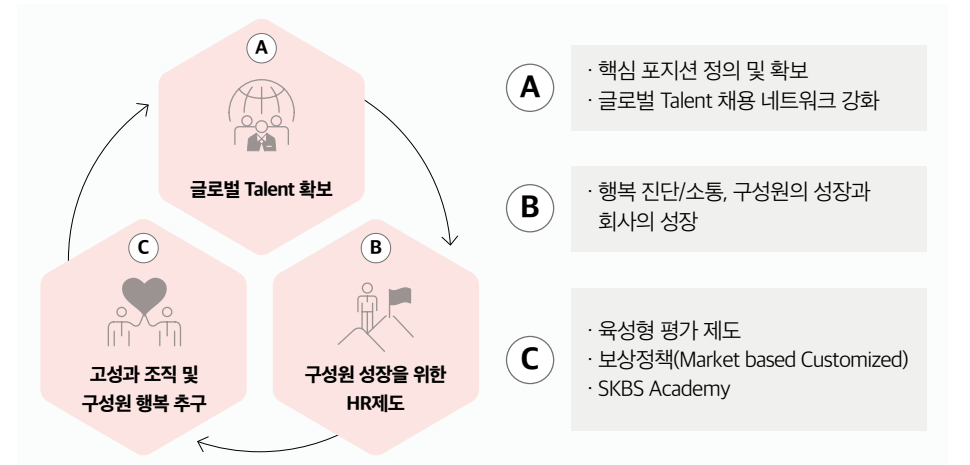 A
글로벌 Talent 확보
C
고성과 조직 및
구성원 행복 추구
B
구성원 성장을 위한
HR제도
A
· 핵심 포지션 정의 및 확보
· 글로벌 Talent 채용 네트워크 강화
B
· 행복 진단/소통, 구성원의 성장과
회사의 성장
C
· 육성형 평가 제도
· 보상정책(Market based Customized)
· SKBS Academy